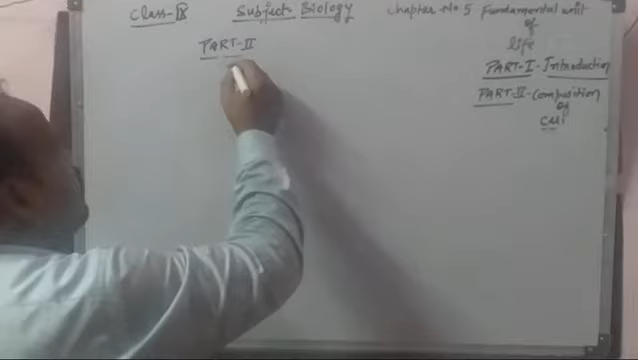 Class-IX
Subject- Biology
Chapter-No 5 Fundamental unit
of
life
PART-II
PART-I- Introduction
PART-II- Composition
of
Cell